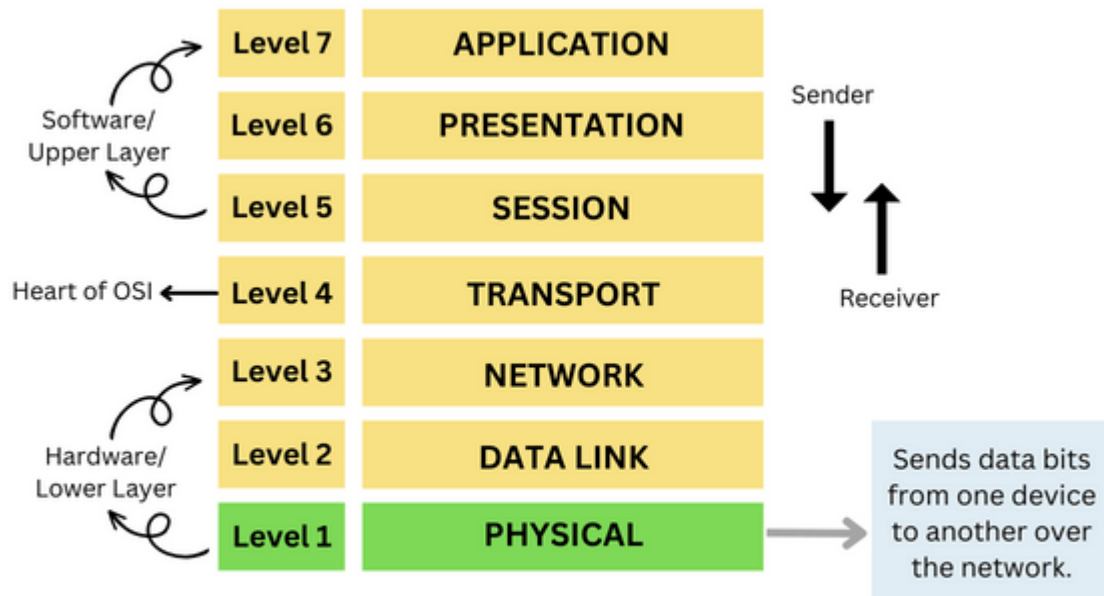 Level 7 APPLICATION
Software/
Upper Layer
Level 6 PRESENTATION
Level 5 SESSION
Sender
Receiver
Heart of OSI
Level 4 TRANSPORT
Hardware/
Lower Layer
Level 3 NETWORK
Level 2 DATA LINK
Level 1 PHYSICAL
Sends data bits
from one device
to another over
the network.